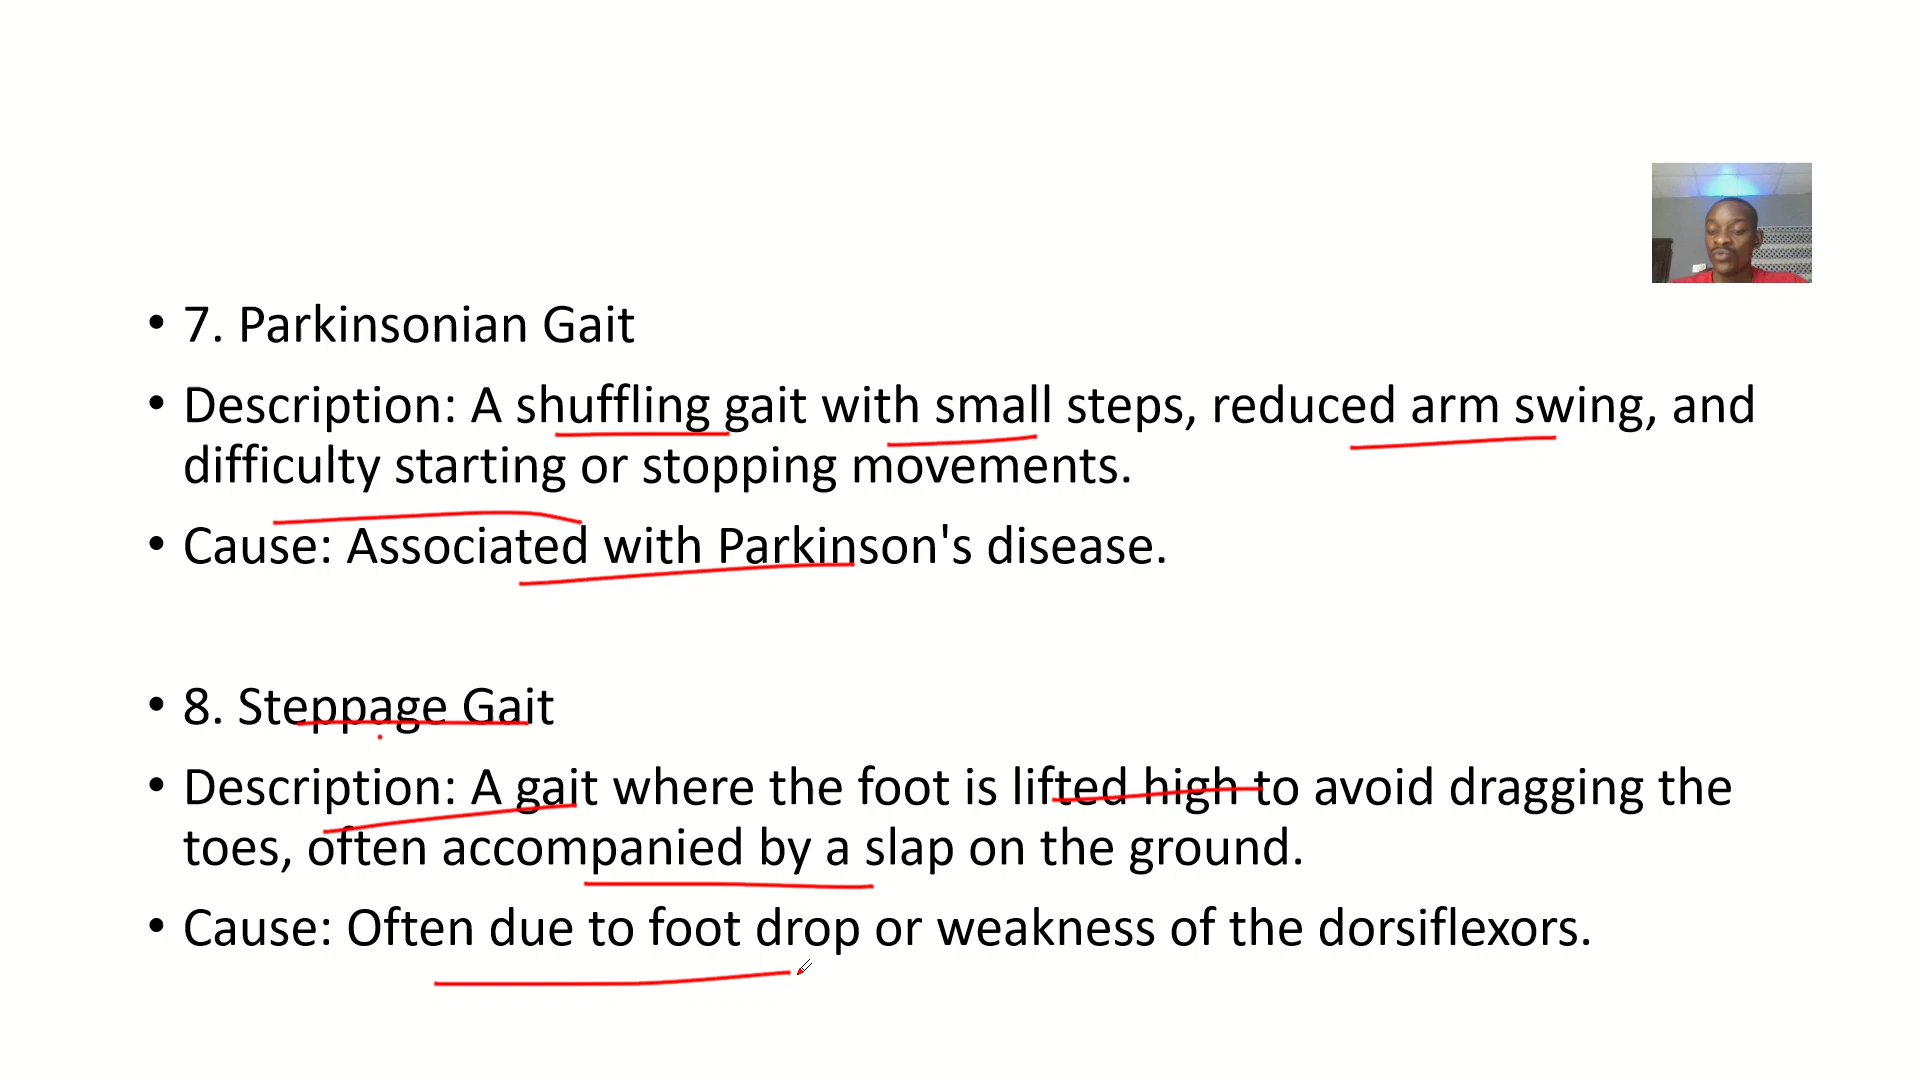 • 7. Parkinsonian Gait
• Description: A shuffling gait with small steps, reduced arm swing, and
difficulty starting or stopping movements.
• Cause: Associated with Parkinson's disease.
• 8. Steppage Gait
• Description: A gait where the foot is lifted high to avoid dragging the
toes, often accompanied by a slap on the ground.
• Cause: Often due to foot drop or weakness of the dorsiflexors.